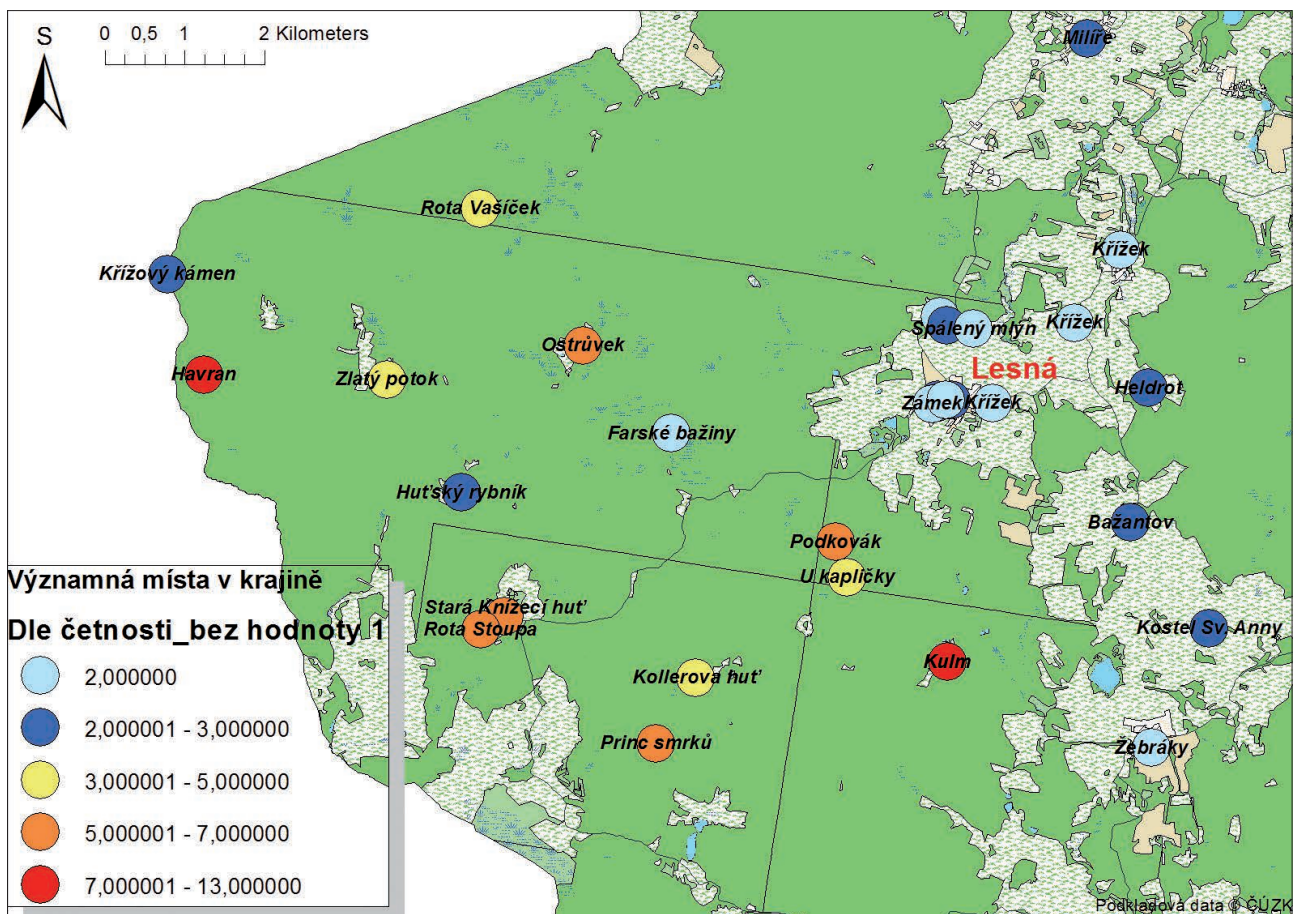 S
0 0,5 1 2 Kilometers
Milíře
Rota Vašíček
Křížek
Křížový kámen
Spálený mlýn
Křížek
Ostrůvek
Havran
Zlatý potok
Lesná
Heldrot
Zámek
Křížek
Farské bažiny
Huťský rybník
Bažantov
Podkovák
U kapličky
Stará Knížecí huť
Rota Stoupa
Kostel Sv. Anny
Kulm
Kollerova huť
Princ smrků
Žebráky
Významná místa v krajině
Dle četnosti_bez hodnoty 1
2,000000
2,000001 - 3,000000
3,000001 - 5,000000
5,000001 - 7,000000
7,000001 - 13,000000
Podkladová data © ČÚZK